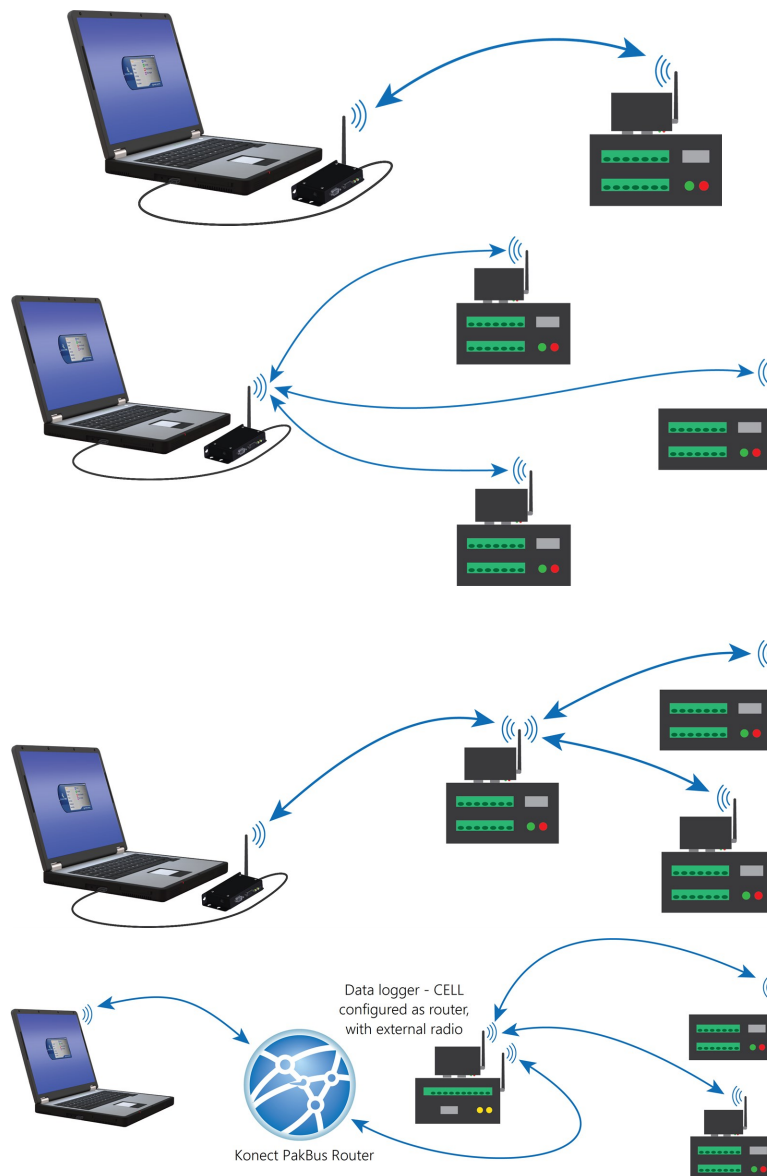 Data logger - CELL
configured as router,
with external radio
Konect PakBus Router